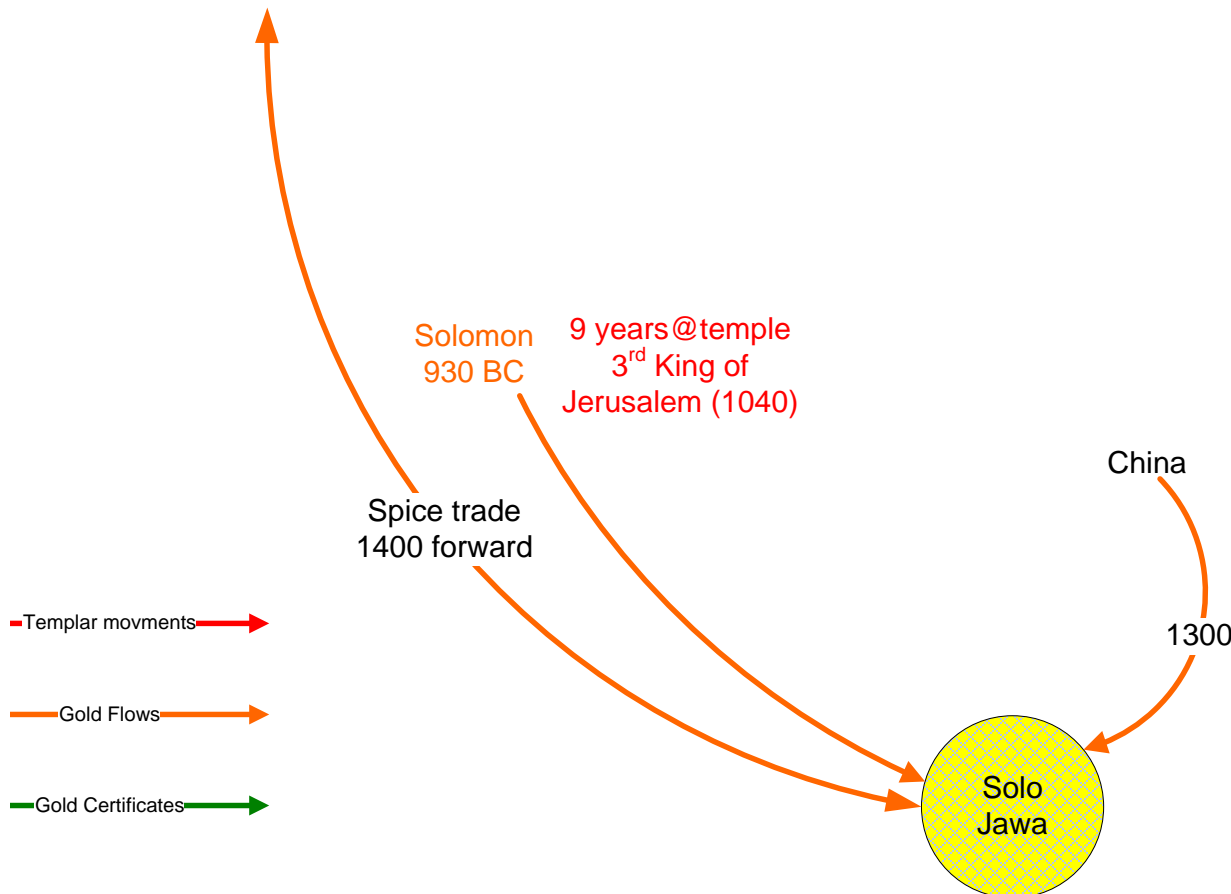 Solomon
930 BC
9 years@temple
3rd King of
Jerusalem (1040)
China
Spice trade
1400 forward
Templar movments
1300
Gold Flows
Gold Certificates
Solo
Jawa